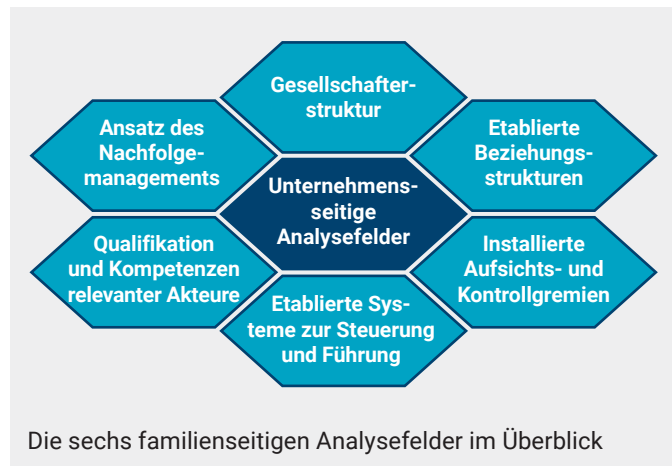 Gesellschafter-
struktur
Ansatz des
Nachfolge-
managements
Etablierte
Beziehungs-
strukturen
Unternehmens-
seitige
Analysefelder
Qualifikation
und Kompetenzen
relevanter Akteure
Installierte
Aufsichts- und
Kontrollgremien
Etablierte Sys-
teme zur Steuerung
und Führung
Die sechs familienseitigen Analysefelder im Überblick